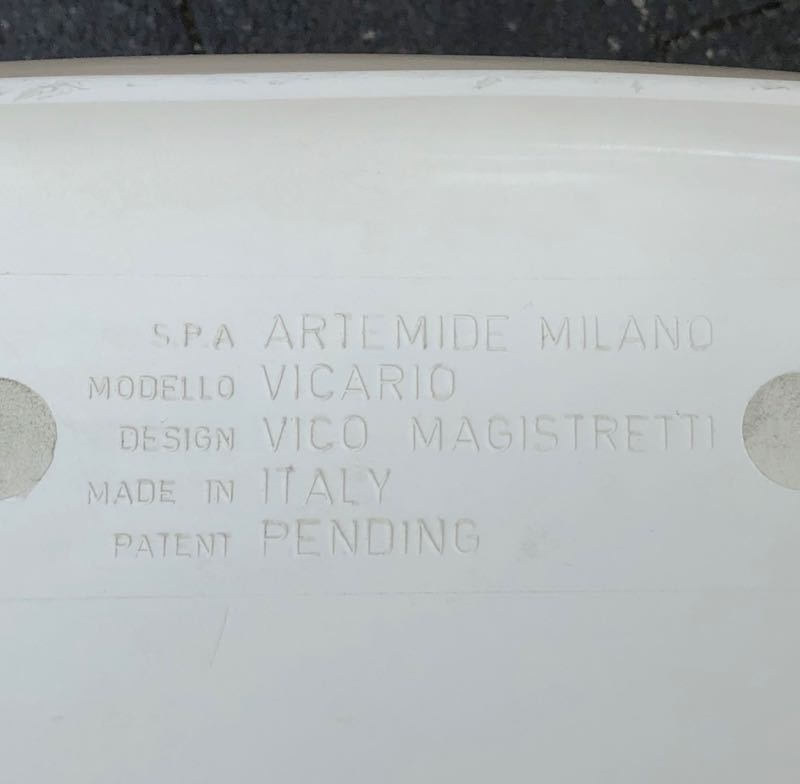 S.P.A ARTEMIDE MILANO
MODELLO VICARIO
DESIGN VICO MAGISTRETTI
MADE IN ITALY
PATENT PENDING